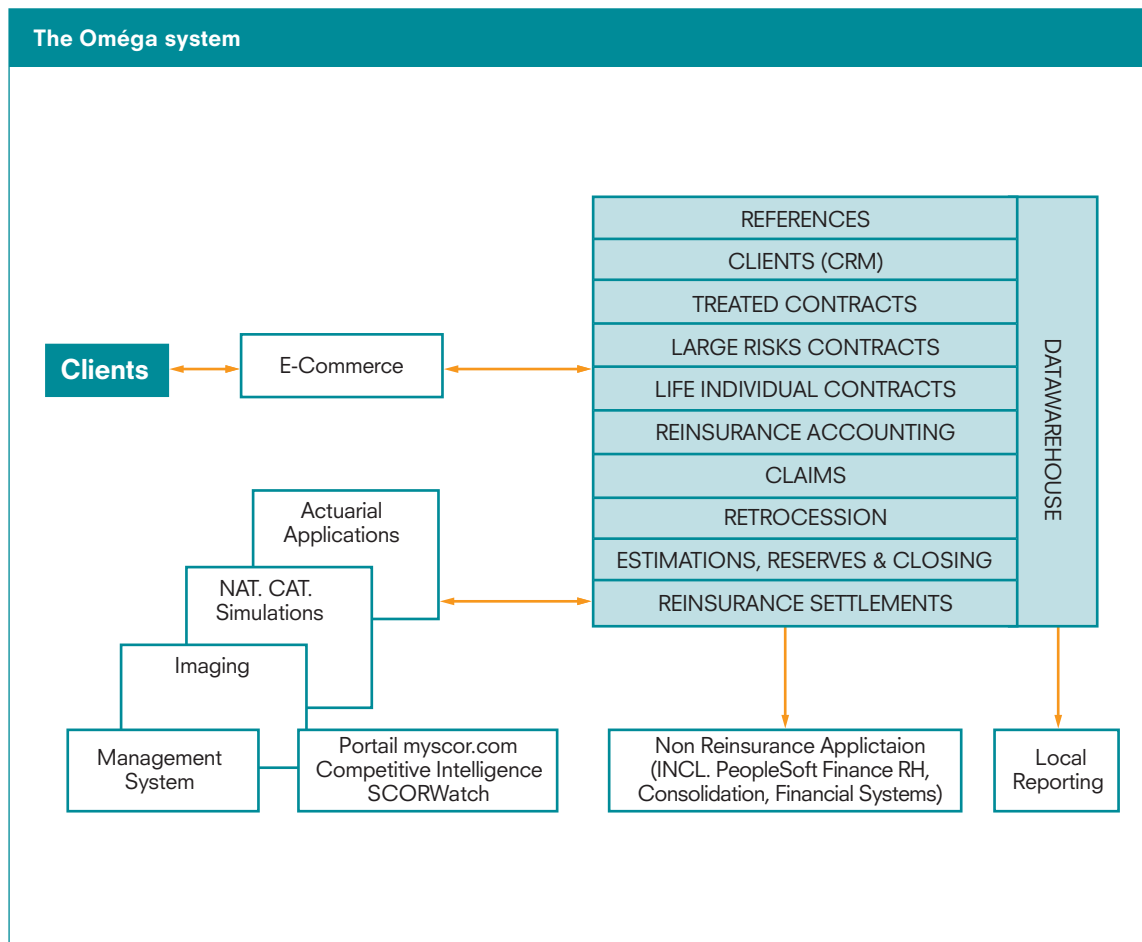 The Oméga system
REFERENCES
CLIENTS (CRM)
TREATED CONTRACTS
LARGE RISKS CONTRACTS
LIFE INDIVIDUAL CONTRACTS
REINSURANCE ACCOUNTING
CLAIMS
RETROCESSION
ESTIMATIONS, RESERVES & CLOSING
REINSURANCE SETTLEMENTS
DATAWAREHOUSE
Clients
E-Commerce
Actuarial
Applications
NAT. CAT.
Simulations
Imaging
Management
System
Portail myscor.com
Competitive Intelligence
SCORWatch
Non Reinsurance Applictaion
(INCL. PeopleSoft Finance RH,
Consolidation, Financial Systems)
Local
Reporting